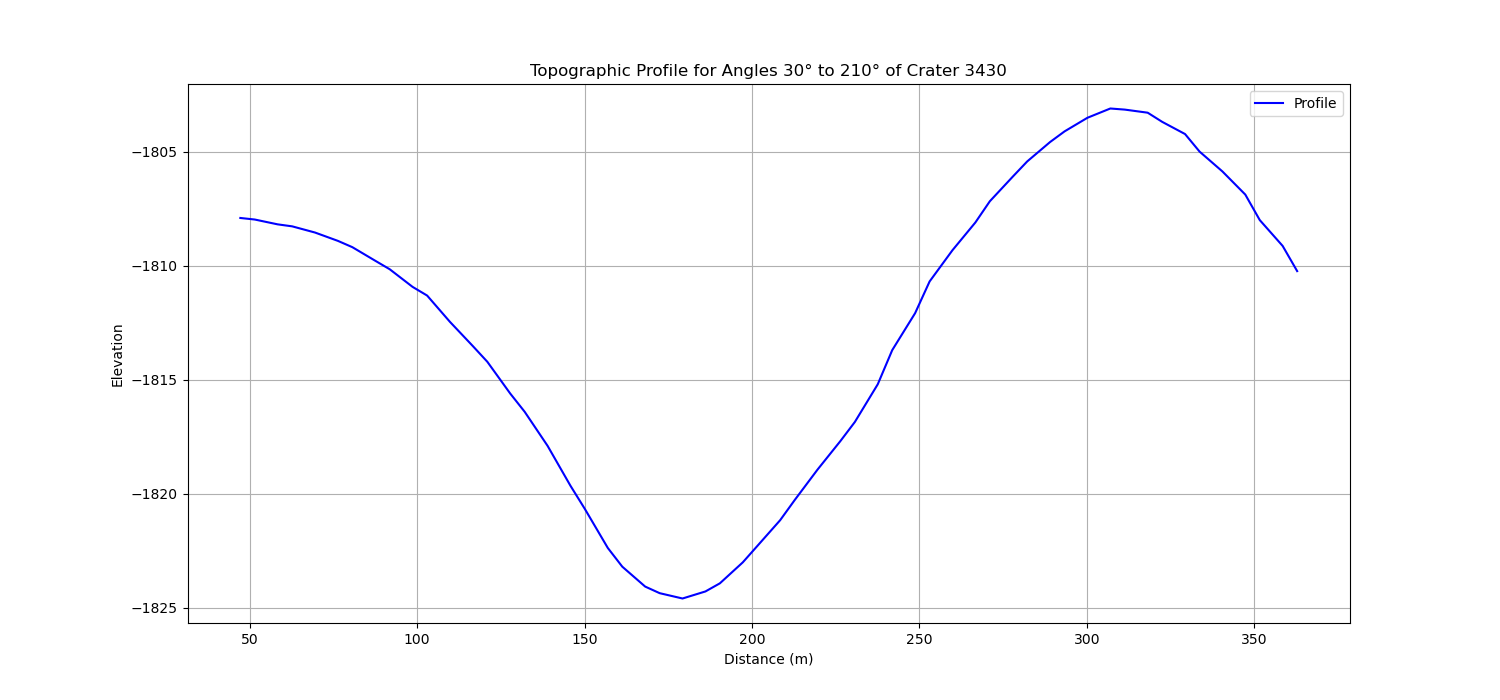 Topographic Profile for Angles 30° to 210° of Crater 3430
Profile
−1805
−1810
−1815
−1820
−1825
Elevation
50 100 150 200 250 300 350
Distance (m)